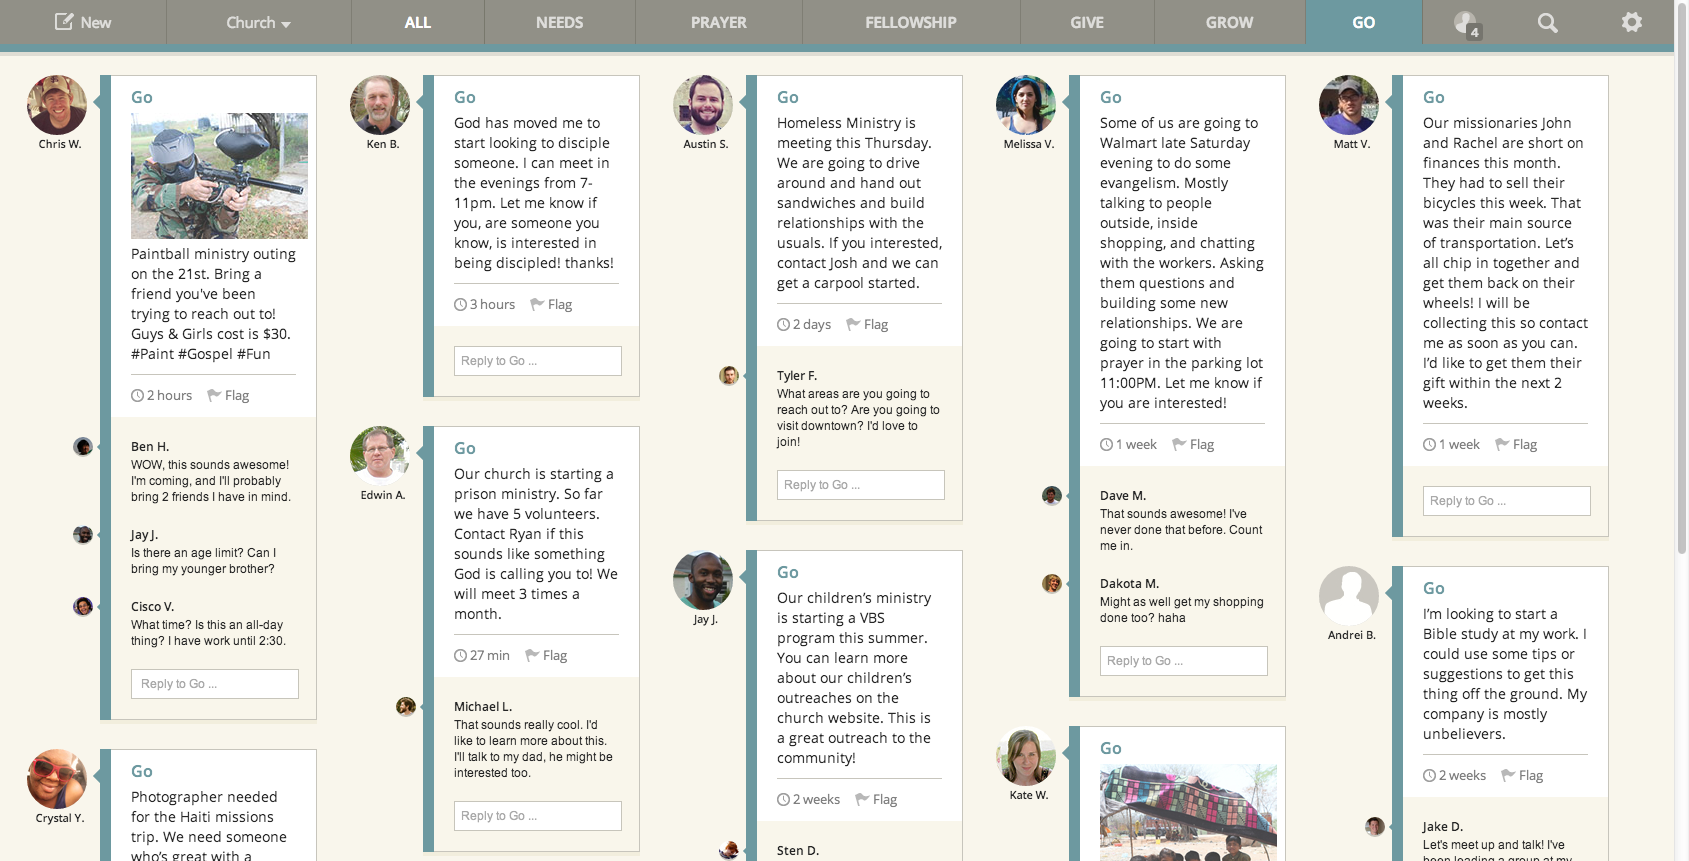 New
Church
ALL
NEEDS
PRAYER
FELLOWSHIP
GIVE
GROW
GO
4
Chris W.
Go
Paintball ministry outing
on the 21st. Bring a
friend you've been
trying to reach out to!
Guys & Girls cost is $30.
#Paint #Gospel #Fun
2 hours
Flag
Ben H.
WOW, this sounds awesome!
I'm coming, and I'll probably
bring 2 friends I have in mind.
Jay J.
Is there an age limit? Can I
bring my younger brother?
Cisco V.
What time? Is this an all-day
thing? I have work until 2:30.
Reply to Go ...
Crystal Y.
Go
Photographer needed
for the Haiti missions
trip. We need someone
who's great with a
Ken B.
Go
God has moved me to
start looking to disciple
someone. I can meet in
the evenings from 7-
11pm. Let me know if
you, are someone you
know, is interested in
being discipled! thanks!
3 hours
Flag
Reply to Go ...
Edwin A.
Go
Our church is starting a
prison ministry. So far
we have 5 volunteers.
Contact Ryan if this
sounds like something
God is calling you to! We
will meet 3 times a
month.
27 min
Flag
Michael L.
That sounds really cool. I'd
like to learn more about this.
I'll talk to my dad, he might be
interested too.
Reply to Go ...
Austin S.
Go
Homeless Ministry is
meeting this Thursday.
We are going to drive
around and hand out
sandwiches and build
relationships with the
usuals. If you interested,
contact Josh and we can
get a carpool started.
2 days
Flag
Tyler F.
What areas are you going to
reach out to? Are you going to
visit downtown? I'd love to
join!
Reply to Go ...
Jay J.
Go
Our children's ministry
is starting a VBS
program this summer.
You can learn more
about our children's
outreaches on the
church website. This is
a great outreach to the
community!
2 weeks
Flag
Sten D.
Melissa V.
Go
Some of us are going to
Walmart late Saturday
evening to do some
evangelism. Mostly
talking to people
outside, inside
shopping, and chatting
with the workers. Asking
them questions and
building some new
relationships. We are
going to start with
prayer in the parking lot
11:00PM. Let me know if
you are interested!
1 week
Flag
Dave M.
That sounds awesome! I've
never done that before. Count
me in.
Dakota M.
Might as well get my shopping
done too? haha
Reply to Go ...
Kate W.
Go
Matt V.
Go
Our missionaries John
and Rachel are short on
finances this month.
They had to sell their
bicycles this week. That
was their main source
of transportation. Let's
all chip in together and
get them back on their
wheels! I will be
collecting this so contact
me as soon as you can.
I'd like to get them their
gift within the next 2
weeks.
1 week
Flag
Reply to Go ...
Andrei B.
Go
I'm looking to start a
Bible study at my work. I
could use some tips or
suggestions to get this
thing off the ground. My
company is mostly
unbelievers.
2 weeks
Flag
Jake D.
Let's meet up and talk! I've
been leading a group at my